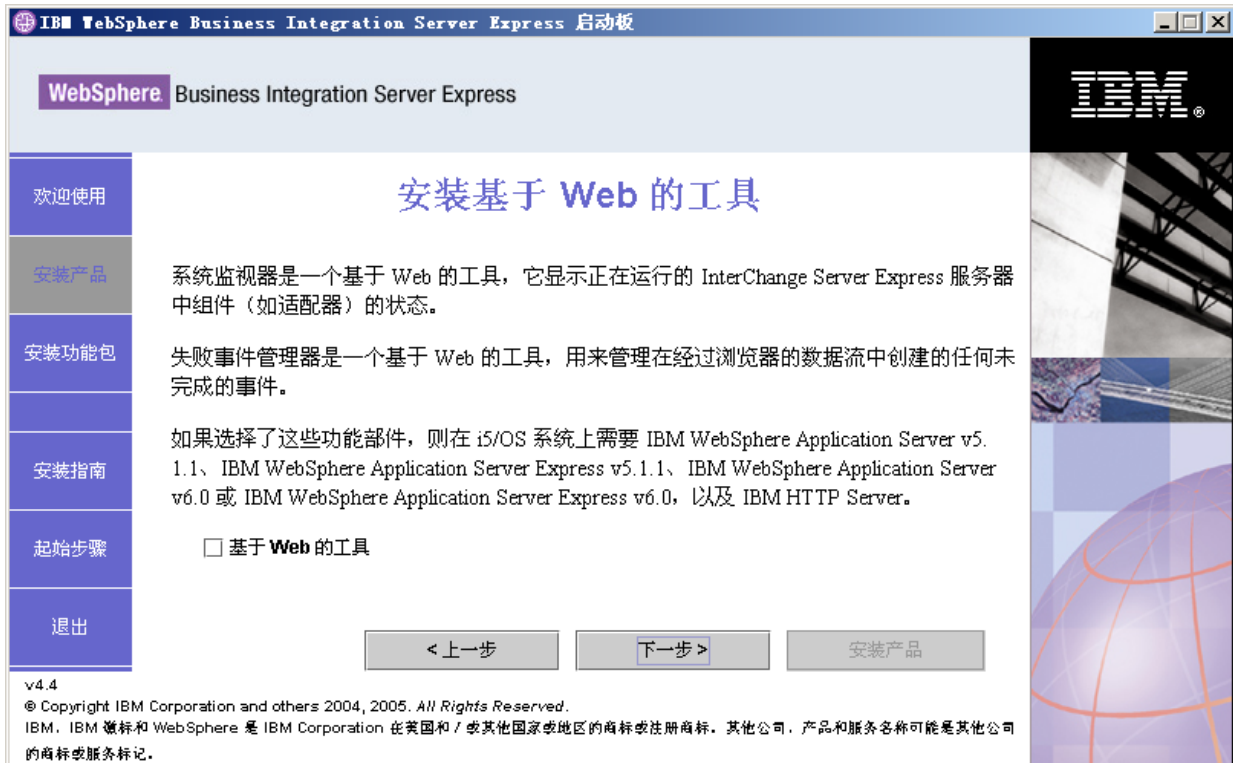 IBM WebSphere Business Integration Server Express 启动板
WebSphere. Business Integration Server Express
IBM®
欢迎使用
安装产品
安装功能包
安装指南
起始步骤
退出
安装基于 Web 的工具
系统监视器是一个基于 Web 的工具，它显示正在运行的 InterChange Server Express 服务器
中组件（如适配器）的状态。
失败事件管理器是一个基于 Web 的工具，用来管理在经过浏览器的数据流中创建的任何未
完成的事件。
如果选择了这些功能部件，则在 i5/OS 系统上需要 IBM WebSphere Application Server v5.
1.1、IBM WebSphere Application Server Express v5.1.1、IBM WebSphere Application Server
v6.0 或 IBM WebSphere Application Server Express v6.0，以及 IBM HTTP Server。
基于 Web 的工具
<上一步
下一步>
安装产品
v4.4
© Copyright IBM Corporation and others 2004, 2005. All Rights Reserved.
IBM，IBM 徽标和 WebSphere 是 IBM Corporation 在美国和 / 或其他国家或地区的商标或注册商标。其他公司，产品和服务名称可能是其他公司
的商标或服务标记。